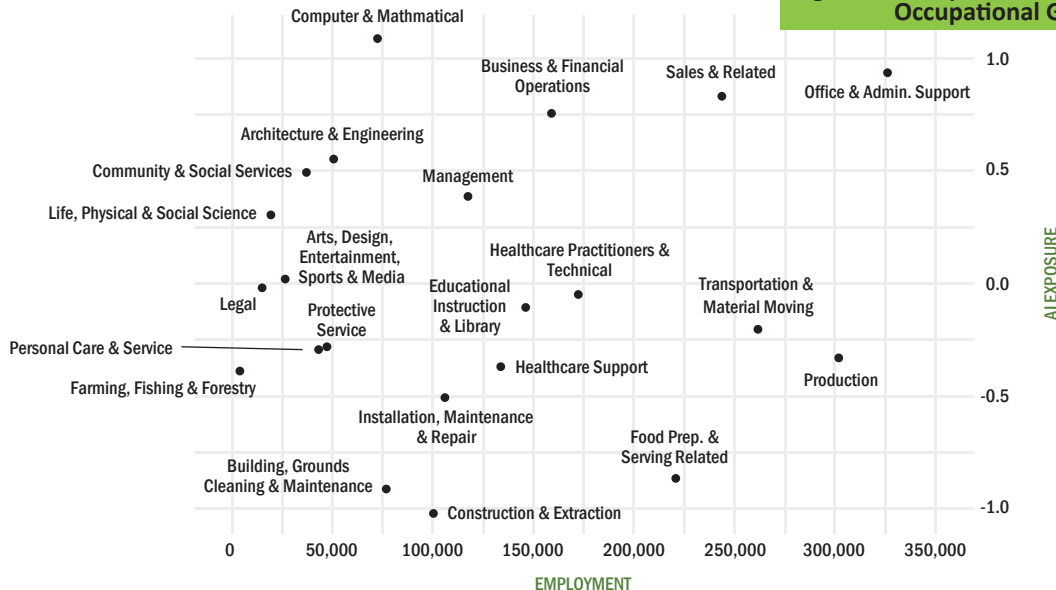 Occupational G
Computer & Mathmatical
1.0
Business & Financial
Operations
Sales & Related
Office & Admin. Support
Architecture & Engineering
Community & Social Services
0.5
Management
Life, Physical & Social Science
Arts, Design,
Entertainment,
Sports & Media
Healthcare Practitioners &
Technical
AI EXPOSURE
Legal
Educational
Instruction
& Library
0.0
Transportation &
Material Moving
Protective
Service
Personal Care & Service
Healthcare Support
Production
Farming, Fishing & Forestry
-0.5
Installation, Maintenance
& Repair
Food Prep. &
Serving Related
Building, Grounds
Cleaning & Maintenance
Construction & Extraction
-1.0
0
50,000
100,000
150,000
200,000
250,000
300,000
350,000
EMPLOYMENT